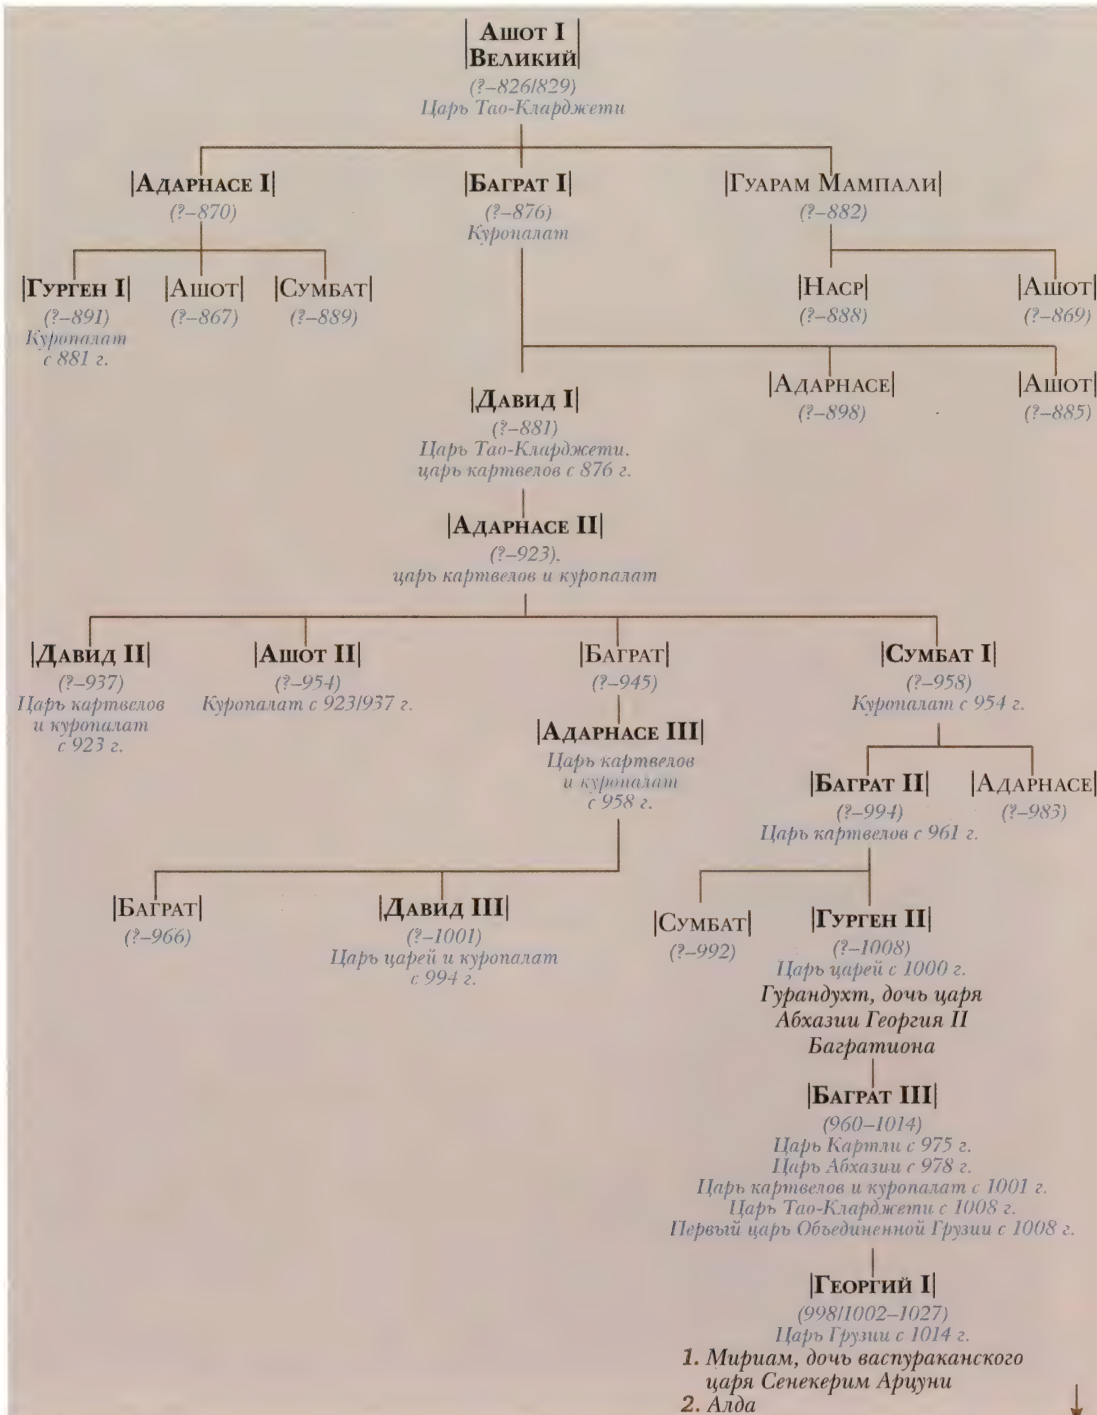 |Ашот I
Великий|
(?–826/829)
Царь Тао-Кларджети
|Адарнасе I|
(?–870)
|Баграт I|
(?–876)
Куропалат
|Гуарам Мампали|
(?–882)
|Гурген I|
(?–891)
Куропалат
с 881 г.
|Ашот|
(?–867)
|Сумбат|
(?–889)
|Наср|
(?–888)
|Ашот|
(?–869)
|Давид I|
(?–881)
Царь Тао-Кларджети.
царь картвелов с 876 г.
|Адарнасе|
(?–898)
|Ашот|
(?–885)
|Адарнасе II|
(?–923).
царь картвелов и куропалат
|Давид II|
(?–937)
Царь картвелов
и куропалат
с 923 г.
|Ашот II|
(?–954)
Куропалат с 923/937 г.
|Баграт|
(?–945)
|Сумбат I|
(?–958)
Куропалат с 954 г.
|Адарнасе III|
Царь картвелов
и куропалат
с 958 г.
|Баграт II|
(?–994)
Царь картвелов с 961 г.
|Адарнасе|
(?–983)
|Баграт|
(?–966)
|Давид III|
(?–1001)
Царь царей и куропалат
с 994 г.
|Сумбат|
(?–992)
|Гурген II|
(?–1008)
Царь царей с 1000 г.
Гурандухт, дочь царя
Абхазии Георгия II
Багратиона
|Баграт III|
(960–1014)
Царь Картли с 975 г.
Царь Абхазии с 978 г.
Царь картвелов и куропалат с 1001 г.
Царь Тао-Кларджети с 1008 г.
Первый царь Объединенной Грузии с 1008 г.
|Георгий I|
(998/1002–1027)
Царь Грузии с 1014 г.
1. Мириам, дочь васпураканского
царя Сенекерим Арцуни
2. Алда